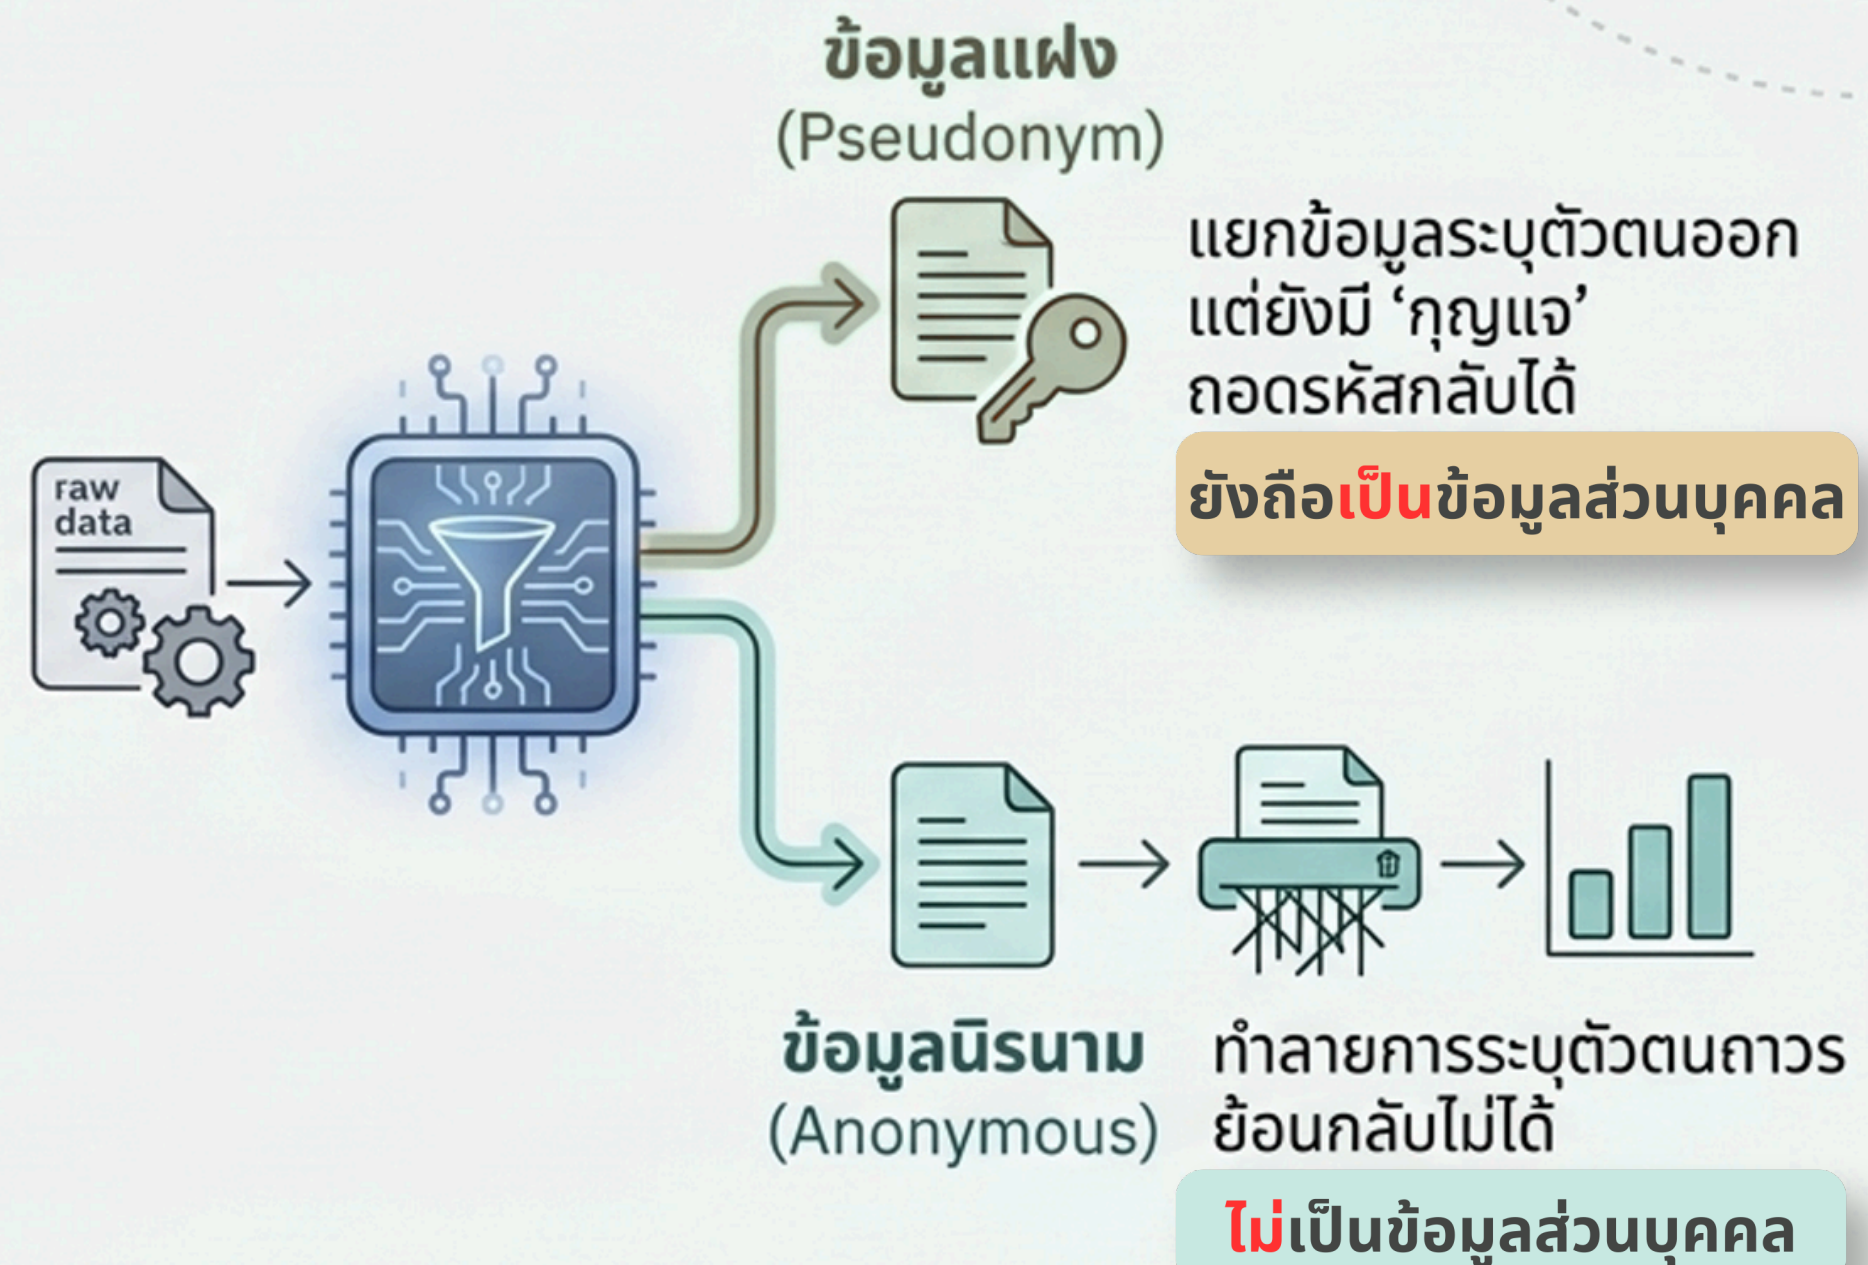 ข้อมูลแฝง
(Pseudonym)
แยกข้อมูลระบุตัวตนออก
แต่ยังมี ‘กุญแจ’
ถอดรหัสกลับได้
ยังถือเป็นข้อมูลส่วนบุคคล
raw
data
ข้อมูลนิรนาม
(Anonymous)
ทำลายการระบุตัวตนถาวร
ย้อนกลับไม่ได้
ไม่เป็นข้อมูลส่วนบุคคล